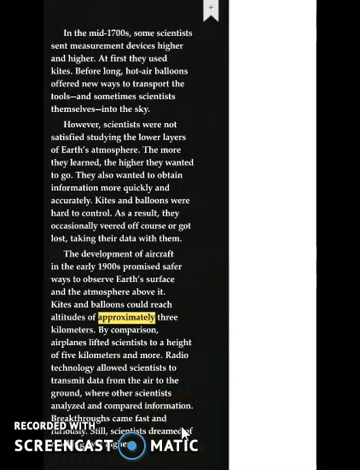 In the mid-1700s, some scientists
sent measurement devices higher
and higher. At first they used
kites. Before long, hot-air balloons
offered new ways to transport the
tools—and sometimes scientists
themselves—into the sky.
However, scientists were not
satisfied studying the lower layers
of Earth's atmosphere. The more
they learned, the higher they wanted
to go. They also wanted to obtain
information more quickly and
accurately. Kites and balloons were
hard to control. As a result, they
occasionally veered off course or got
lost, taking their data with them.
The development of aircraft
in the early 1900s promised safer
ways to observe Earth's surface
and the atmosphere above it.
Kites and balloons could reach
altitudes of approximately three
kilometers. By comparison,
airplanes lifted scientists to a height
of five kilometers and more. Radio
technology allowed scientists to
transmit data from the air to the
ground, where other scientists
analyzed and compared information.
Breakthroughs came fast and
furiously. Still, scientists dreamed of
RECORDED WITH
SCREENCAST MATIC